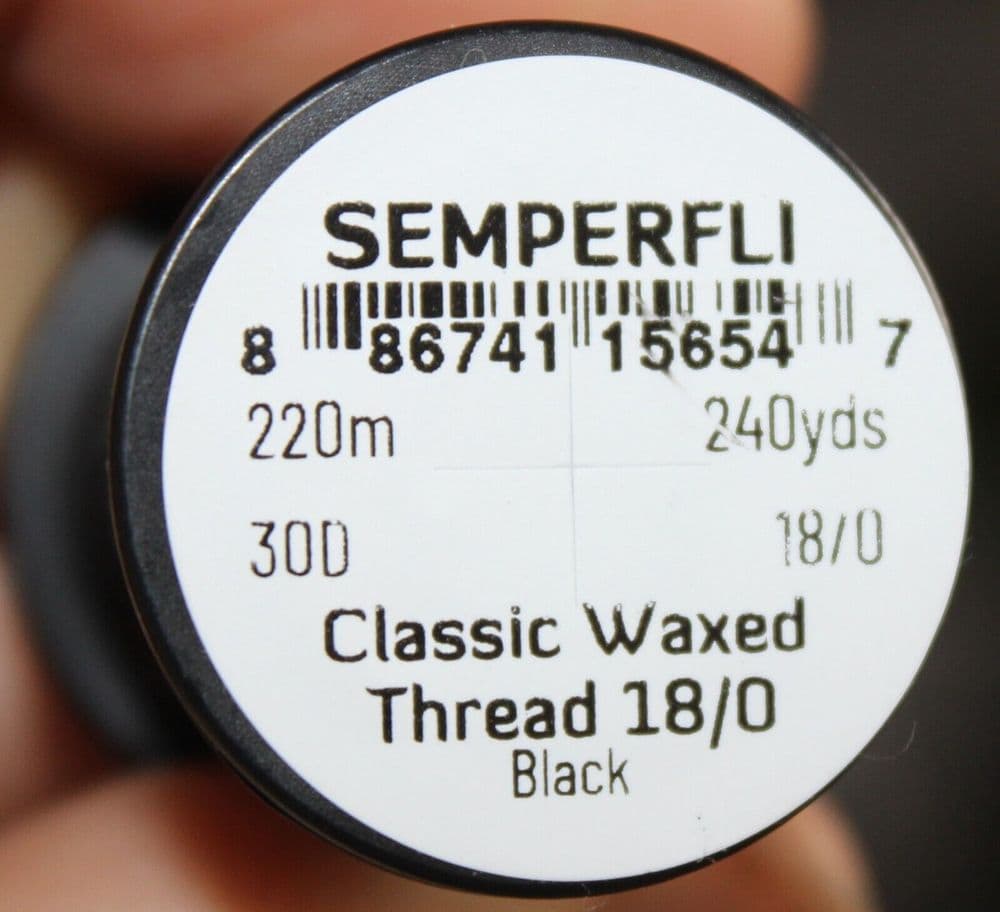 SEMPERFLI
8 86741 15654 7
220m 240yds
30D 18/0
Classic Waxed
Thread 18/0
Black